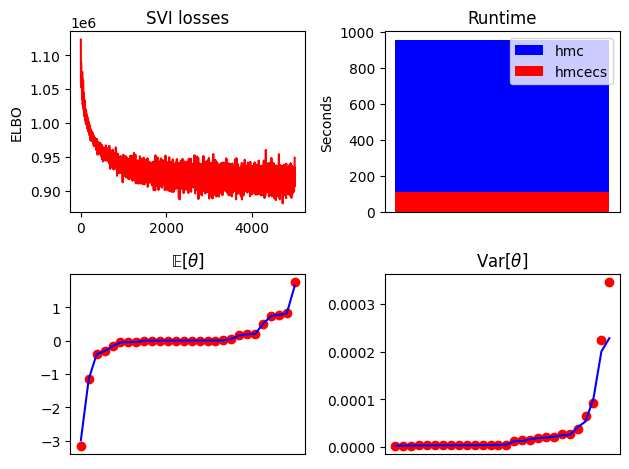 SVI losses
1e6
1.10
1.05
1.00
0.95
0.90
ELBO
0
2000
4000
Runtime
1000
800
600
400
200
0
Seconds
hmc
hmcecs
𝔼[θ]
1
0
−1
−2
−3
Var[θ]
0.0003
0.0002
0.0001
0.0000